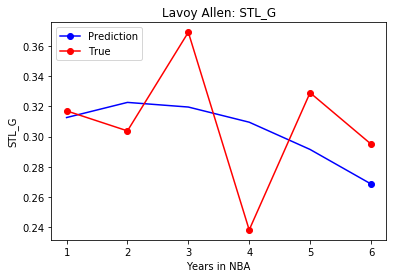 Lavoy Allen: STL_G
Prediction
True
STL_G
0.36
0.34
0.32
0.30
0.28
0.26
0.24
1 2 3 4 5 6
Years in NBA